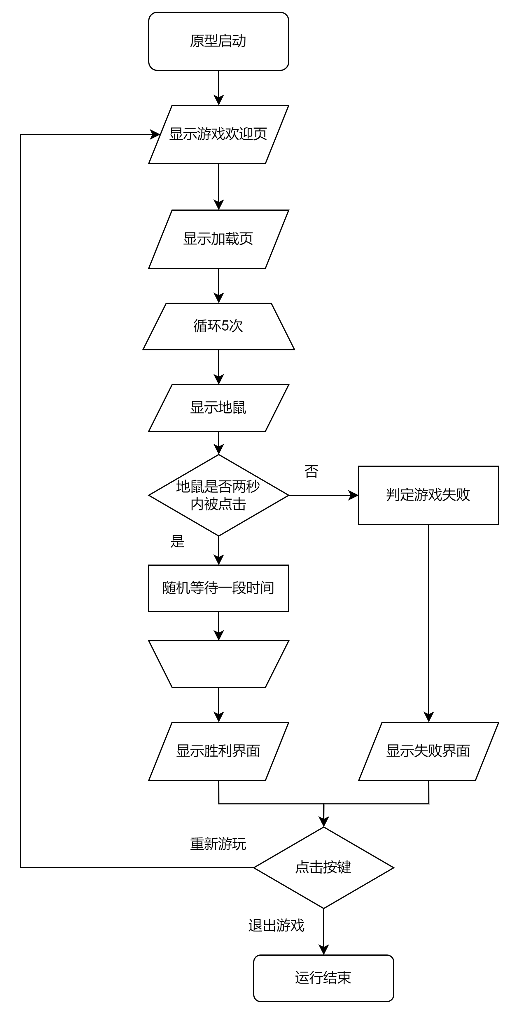 原型启动
显示游戏欢迎页
显示加载页
循环5次
显示地鼠
地鼠是否两秒
内被点击
否
判定游戏失败
是
随机等待一段时间
显示胜利界面
显示失败界面
重新游玩
点击按键
退出游戏
运行结束